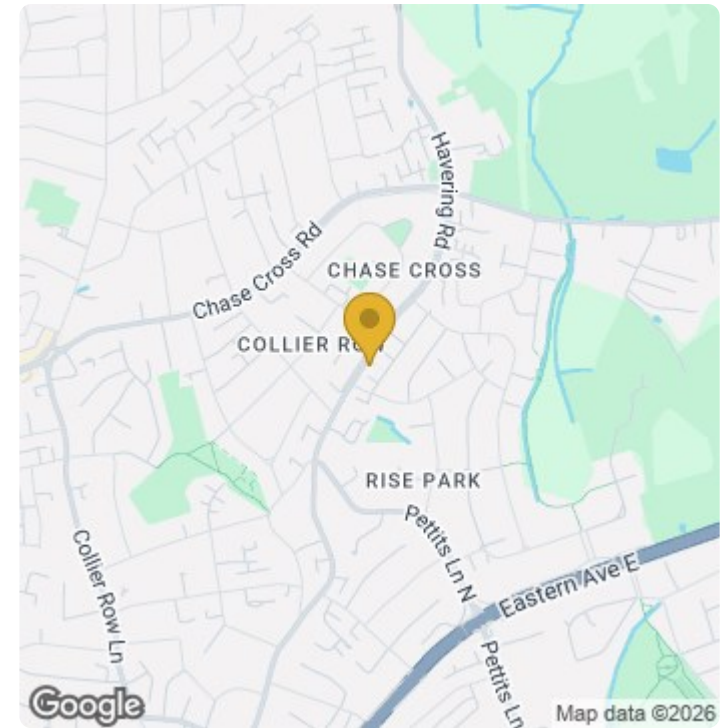 Havering Rd
Chase Cross Rd
CHASE CROSS
COLLIER ROW
RISE PARK
Pettits Ln N
Eastern Ave E
Collier Row Ln
Pettits Ln
Google
Map data ©2026